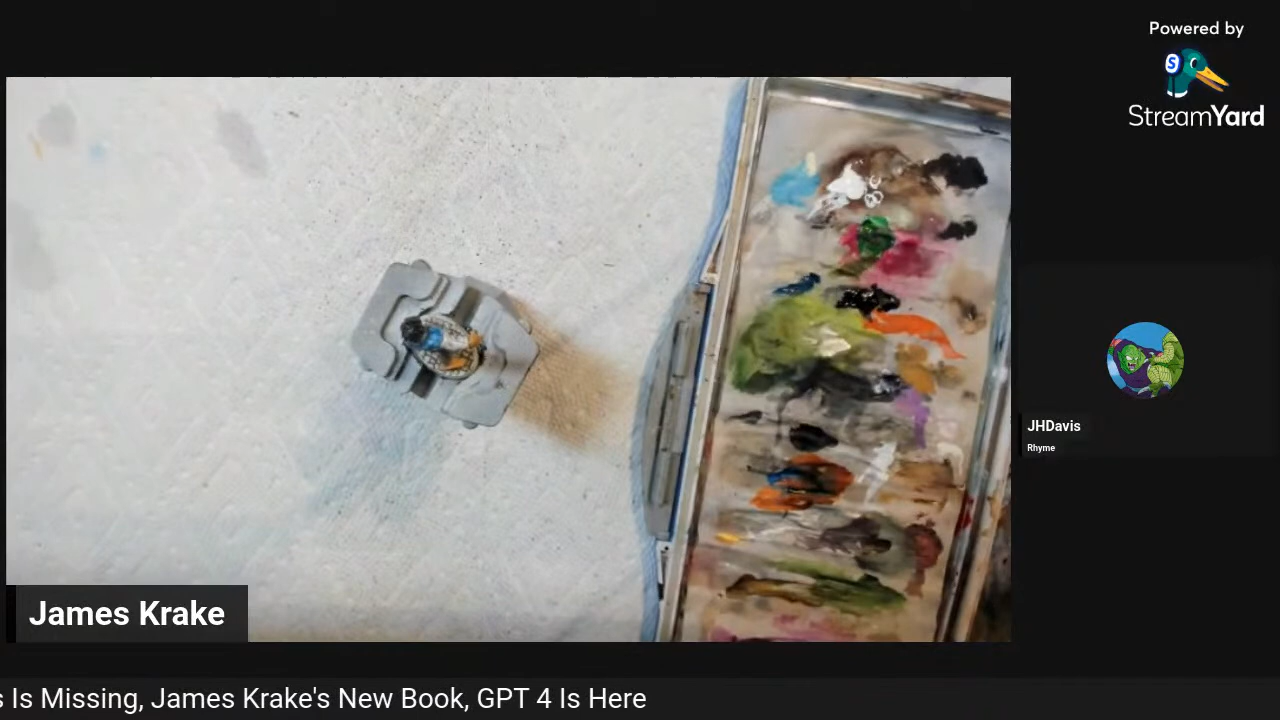 Powered by
StreamYard
JHDavis
Rhyme
James Krake
s Is Missing, James Krake's New Book, GPT 4 Is Here